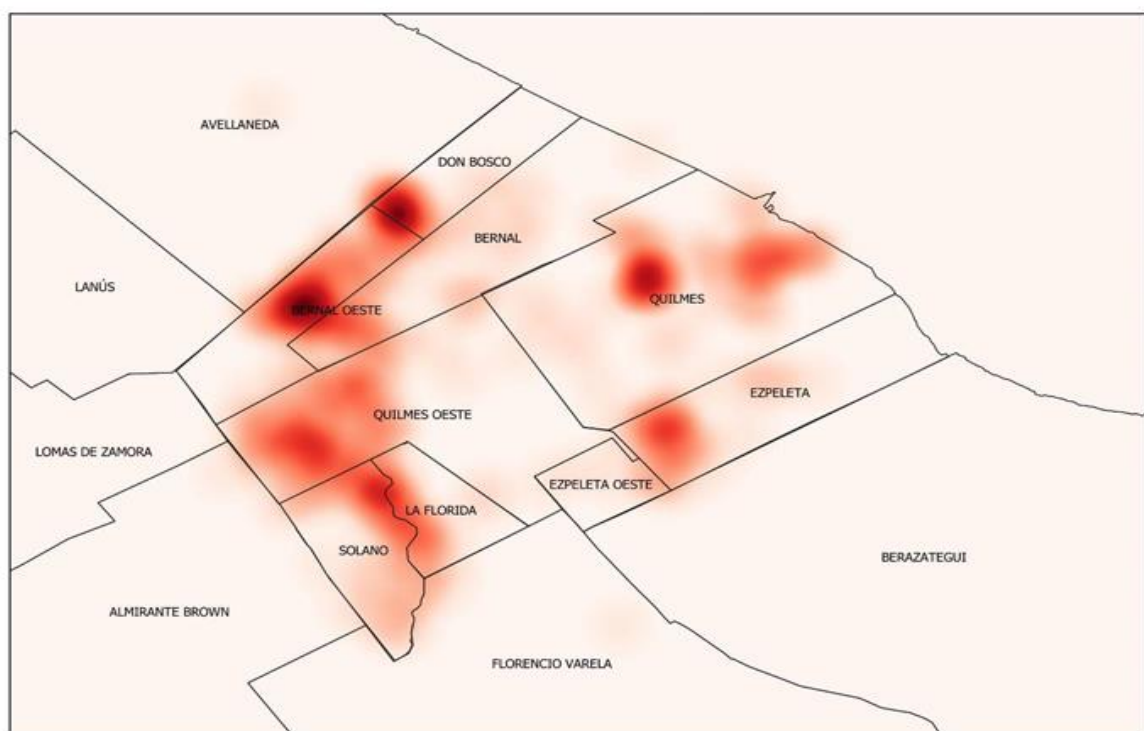 AVELLANEDA
DON BOSCO
BERNAL
LANÚS
QUILMES
BERNAL OESTE
EZPELETA
QUILMES OESTE
LOMAS DE ZAMORA
EZPELETA OESTE
LA FLORIDA
SOLANO
BERAZATEGUI
ALMIRANTE BROWN
FLORENCIO VARELA